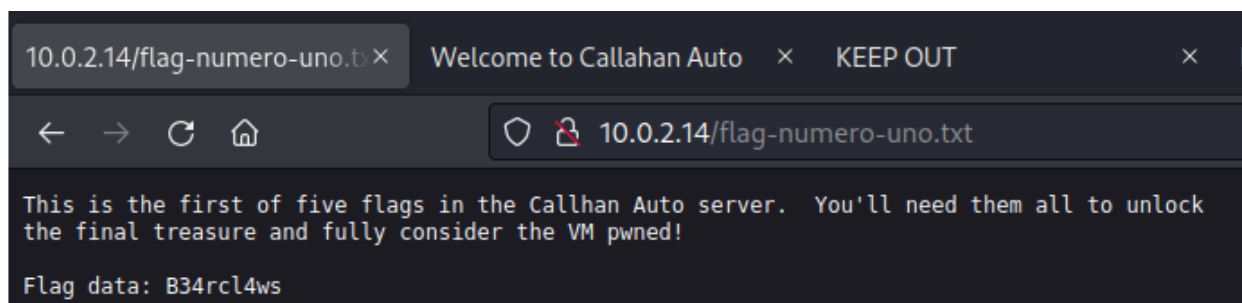 10.0.2.14/flag-numero-uno.tx
Welcome to Callahan Auto
KEEP OUT
10.0.2.14/flag-numero-uno.txt
This is the first of five flags in the Callhan Auto server.  You'll need them all to unlock
the final treasure and fully consider the VM pwned!
Flag data: B34rcl4ws